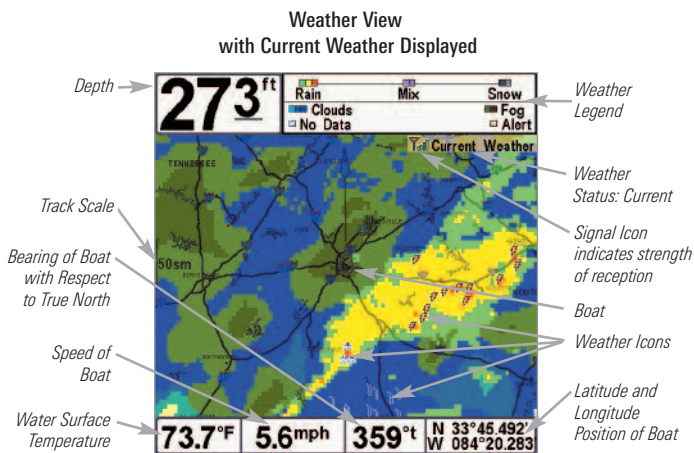 Weather View
with Current Weather Displayed
Depth
273 ft
Rain Mix Snow
Clouds Fog
No Data Alert
Weather
Legend
Current Weather
TENNESSEE
Weather
Status: Current
Track Scale
50sm
Signal Icon
indicates strength
of reception
Bearing of Boat
with Respect
to True North
Boat
Weather Icons
Speed of
Boat
Latitude and
Longitude
Position of Boat
Water Surface
Temperature
73.7°F
5.6mph
359°t
N 33°45.492'
W 084°20.283'